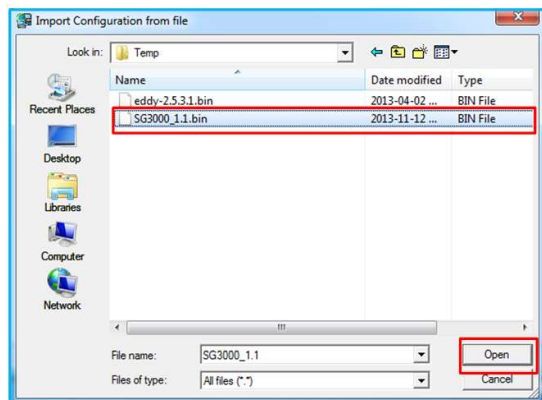 Import Configuration from file
Look in: Temp
Name Date modified Type
eddy-2.5.3.1.bin 2013-04-02 ... BIN File
SG3000_1.1.bin 2013-11-12 ... BIN File
Recent Places
Desktop
Libraries
Computer
Network
File name: SG3000_1.1 Open
Files of type: All files (*.*) Cancel